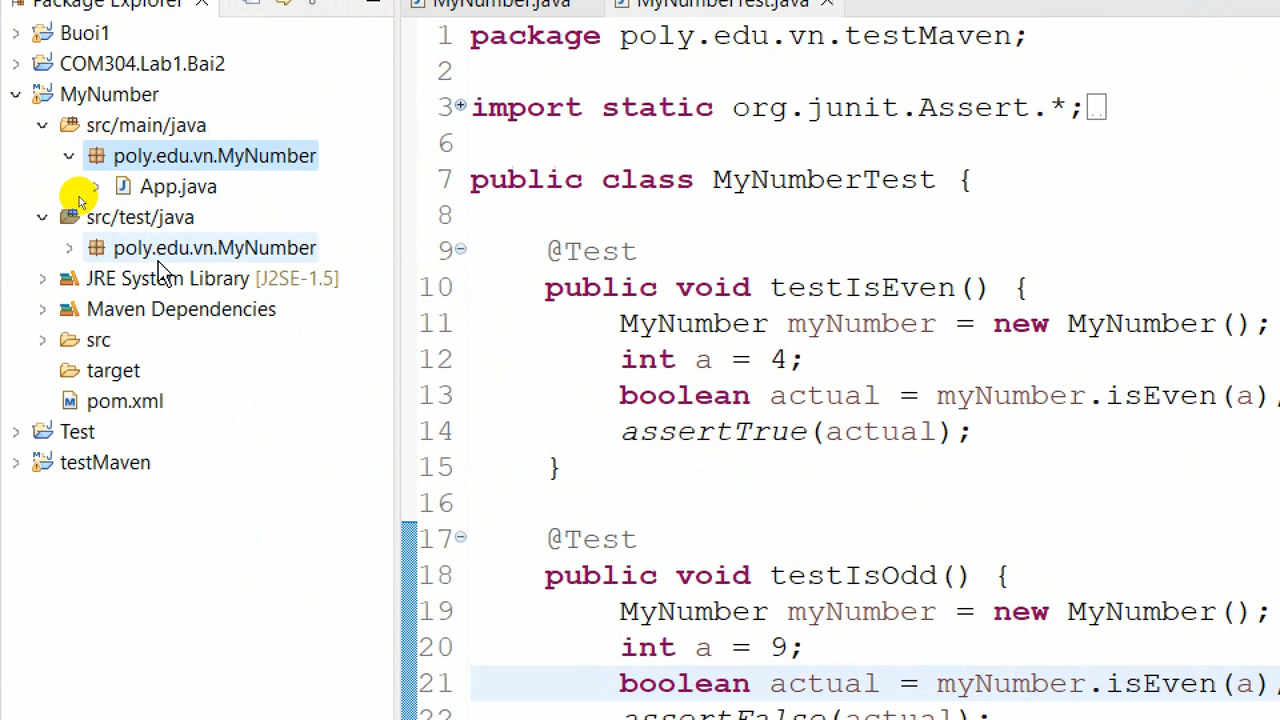 Package Explorer
MyNumber.java
MyNumberTest.java
Buoi1
COM304.Lab1.Bai2
MyNumber
src/main/java
poly.edu.vn.MyNumber
App.java
src/test/java
poly.edu.vn.MyNumber
JRE System Library [J2SE-1.5]
Maven Dependencies
src
target
pom.xml
Test
testMaven
1 package poly.edu.vn.testMaven;
2
3 import static org.junit.Assert.*;
6
7 public class MyNumberTest {
8
9 @Test
10 public void testIsEven() {
11 MyNumber myNumber = new MyNumber();
12 int a = 4;
13 boolean actual = myNumber.isEven(a);
14 assertTrue(actual);
15 }
16
17 @Test
18 public void testIsOdd() {
19 MyNumber myNumber = new MyNumber();
20 int a = 9;
21 boolean actual = myNumber.isEven(a);
22 assertFalse(actual);